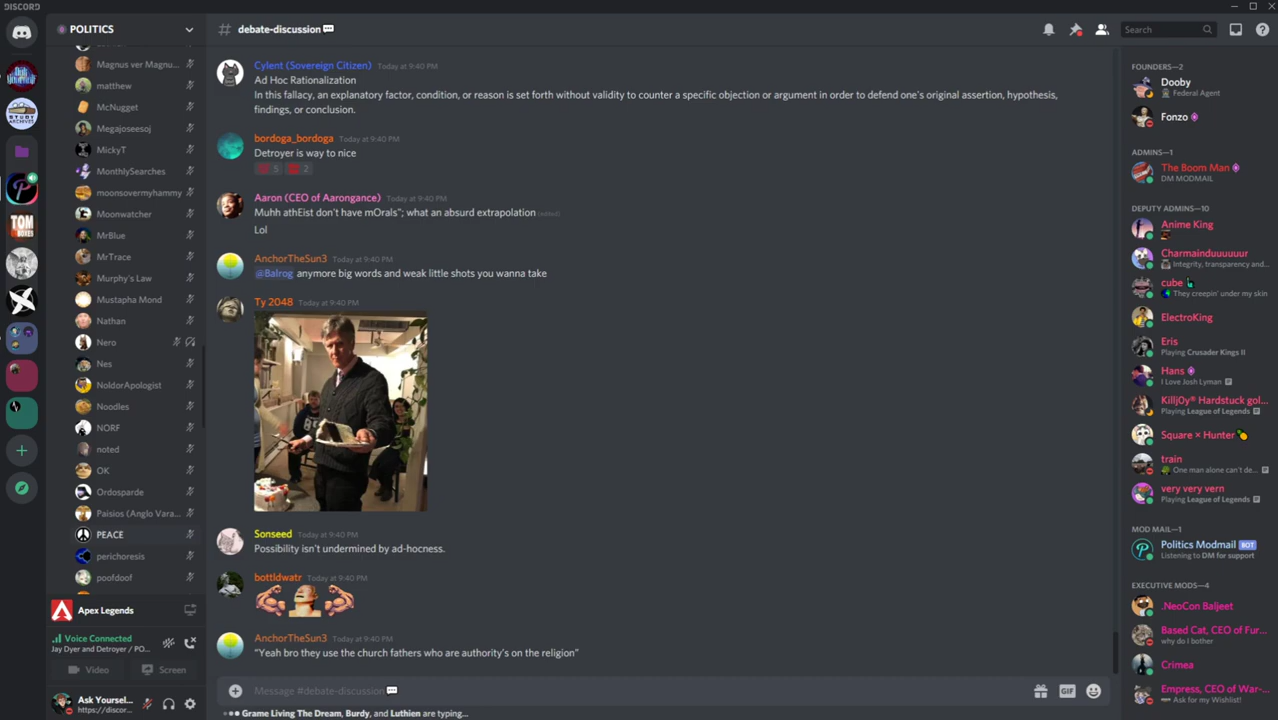 DISCORD
POLITICS
Magnus ver Magnu...
matthew
McNugget
Megajoseesoj
MickyT
MonthlySearches
moonsovermyhammy
Moonwatcher
MrBlue
MrTrace
Murphy's Law
Mustapha Mond
Nathan
Nero
Nes
NoldorApologist
Noodles
NORF
noted
OK
Ordosparde
Paisios (Anglo Vara...
PEACE
perichoresis
poofdoof
Apex Legends
Voice Connected
Jay Dyer and Detroyer / PO...
Video
Screen
Ask Yoursel...
https://discor...
STUDY
ARCHIVES
TOM
# debate-discussion
Search
Cylent (Sovereign Citizen) Today at 9:40 PM
Ad Hoc Rationalization
In this fallacy, an explanatory factor, condition, or reason is set forth without validity to counter a specific objection or argument in order to defend one's original assertion, hypothesis,
findings, or conclusion.
bordoga_bordoga Today at 9:40 PM
Detroyer is way to nice
5 2
Aaron (CEO of Aarongance) Today at 9:40 PM
Muhh athEist don't have mOrals"; what an absurd extrapolation (edited)
Lol
AnchorTheSun3 Today at 9:40 PM
@Balrog anymore big words and weak little shots you wanna take
Ty 2048 Today at 9:40 PM
Sonseed Today at 9:40 PM
Possibility isn't undermined by ad-hocness.
bottldwatr Today at 9:40 PM
AnchorTheSun3 Today at 9:40 PM
"Yeah bro they use the church fathers who are authority's on the religion"
Message #debate-discussion
GIF
Grame Living The Dream, Burdy, and Luthien are typing...
FOUNDERS—2
Dooby
Federal Agent
Fonzo
ADMINS—1
The Boom Man
DM MODMAIL
DEPUTY ADMINS—10
Anime King
Charmainduuuuuur
Integrity, transparency and...
cube
They creepin' under my skin
ElectroKing
Eris
Playing Crusader Kings II
Hans
I Love Josh Lyman
Killj0y® Hardstuck gol...
Playing League of Legends
Square × Hunter
train
One man alone can't de...
very very vern
Playing League of Legends
MOD MAIL—1
Politics Modmail BOT
Listening to DM for support
EXECUTIVE MODS—4
.NeoCon Baljeet
Based Cat, CEO of Fur...
why do I bother
Crimea
Empress, CEO of War-...
Ask for my Wishlist!